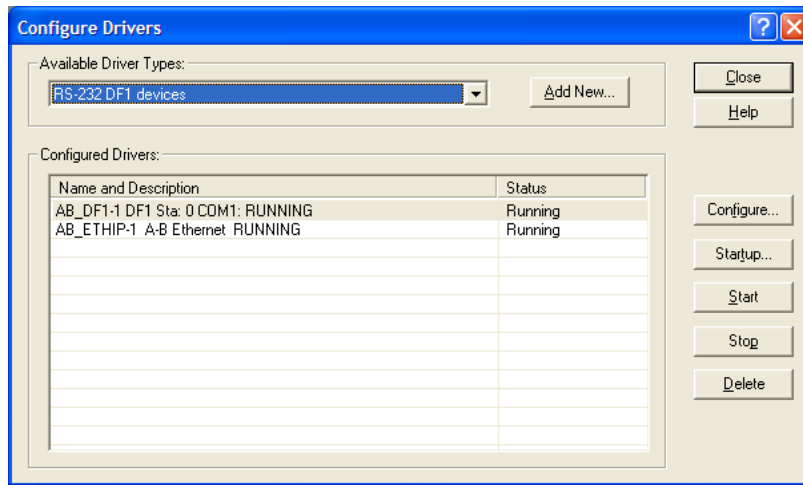 Configure Drivers
Available Driver Types:
RS-232 DF1 devices
Add New...
Close
Help
Configured Drivers:
Name and Description Status
AB_DF1-1 DF1 Sta: 0 COM1: RUNNING Running
AB_ETHIP-1 A-B Ethernet RUNNING Running
Configure...
Startup...
Start
Stop
Delete